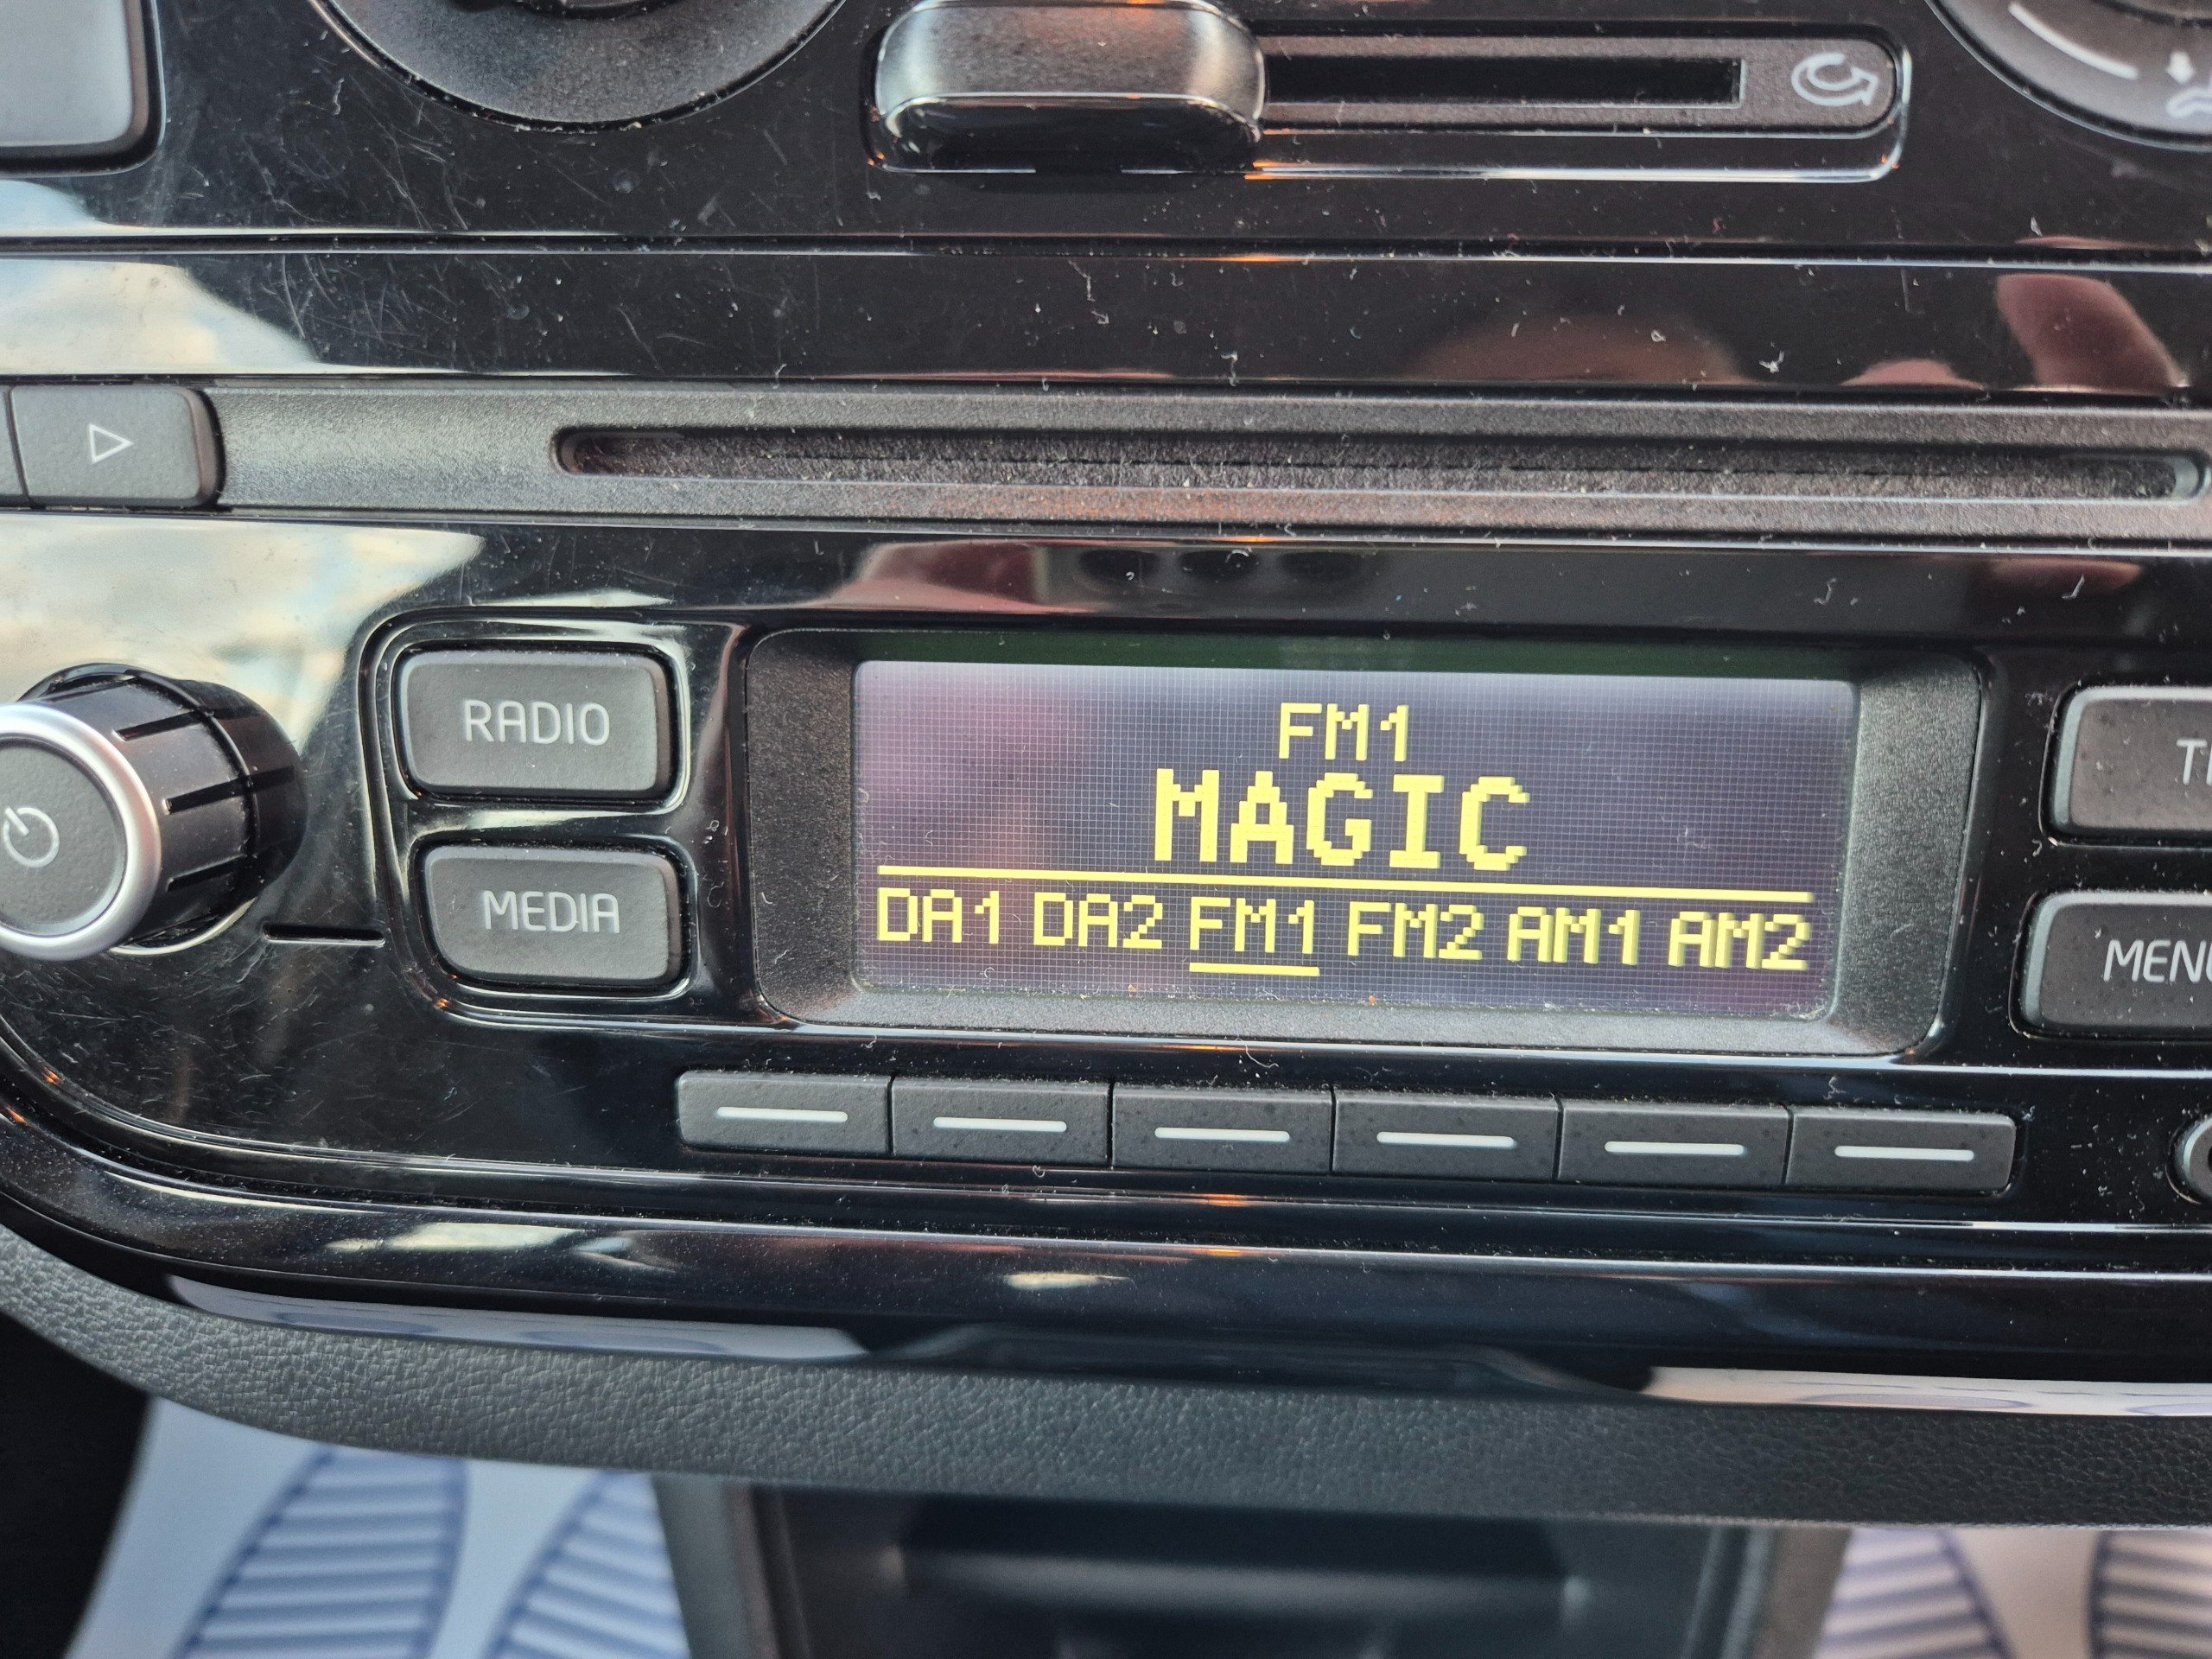 RADIO
MEDIA
FM1
MAGIC
DA1 DA2 FM1 FM2 AM1 AM2